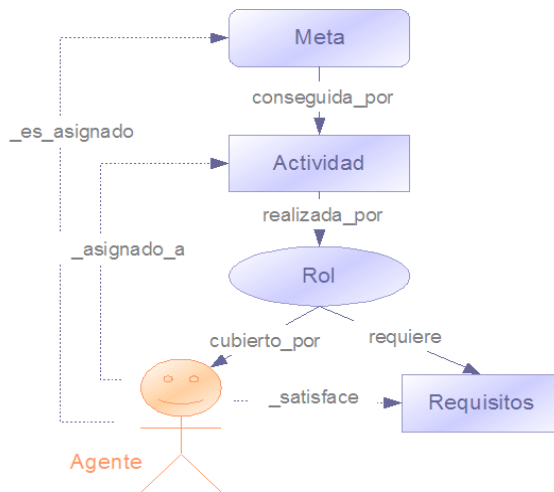 Meta
conseguida_por
_es_asignado
Actividad
realizada_por
_asignado_a
Rol
cubierto_por
requiere
_satisface
Requisitos
Agente